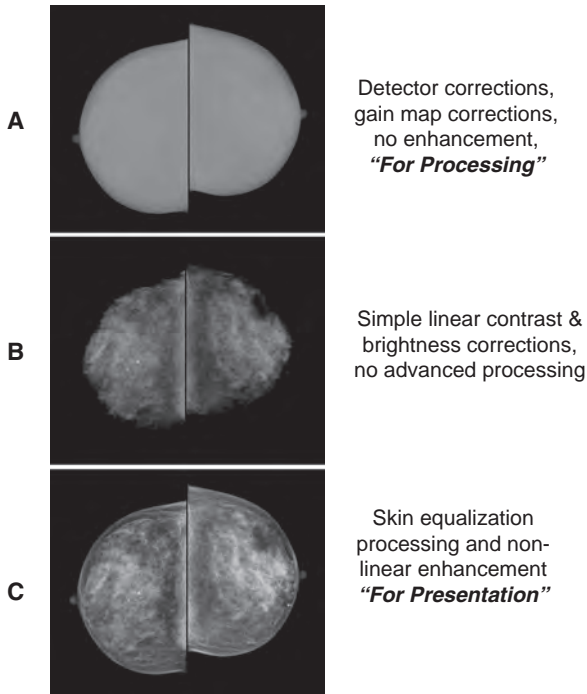 A
Detector corrections,
gain map corrections,
no enhancement,
"For Processing"
B
Simple linear contrast &
brightness corrections,
no advanced processing
C
Skin equalization
processing and non-
linear enhancement
"For Presentation"